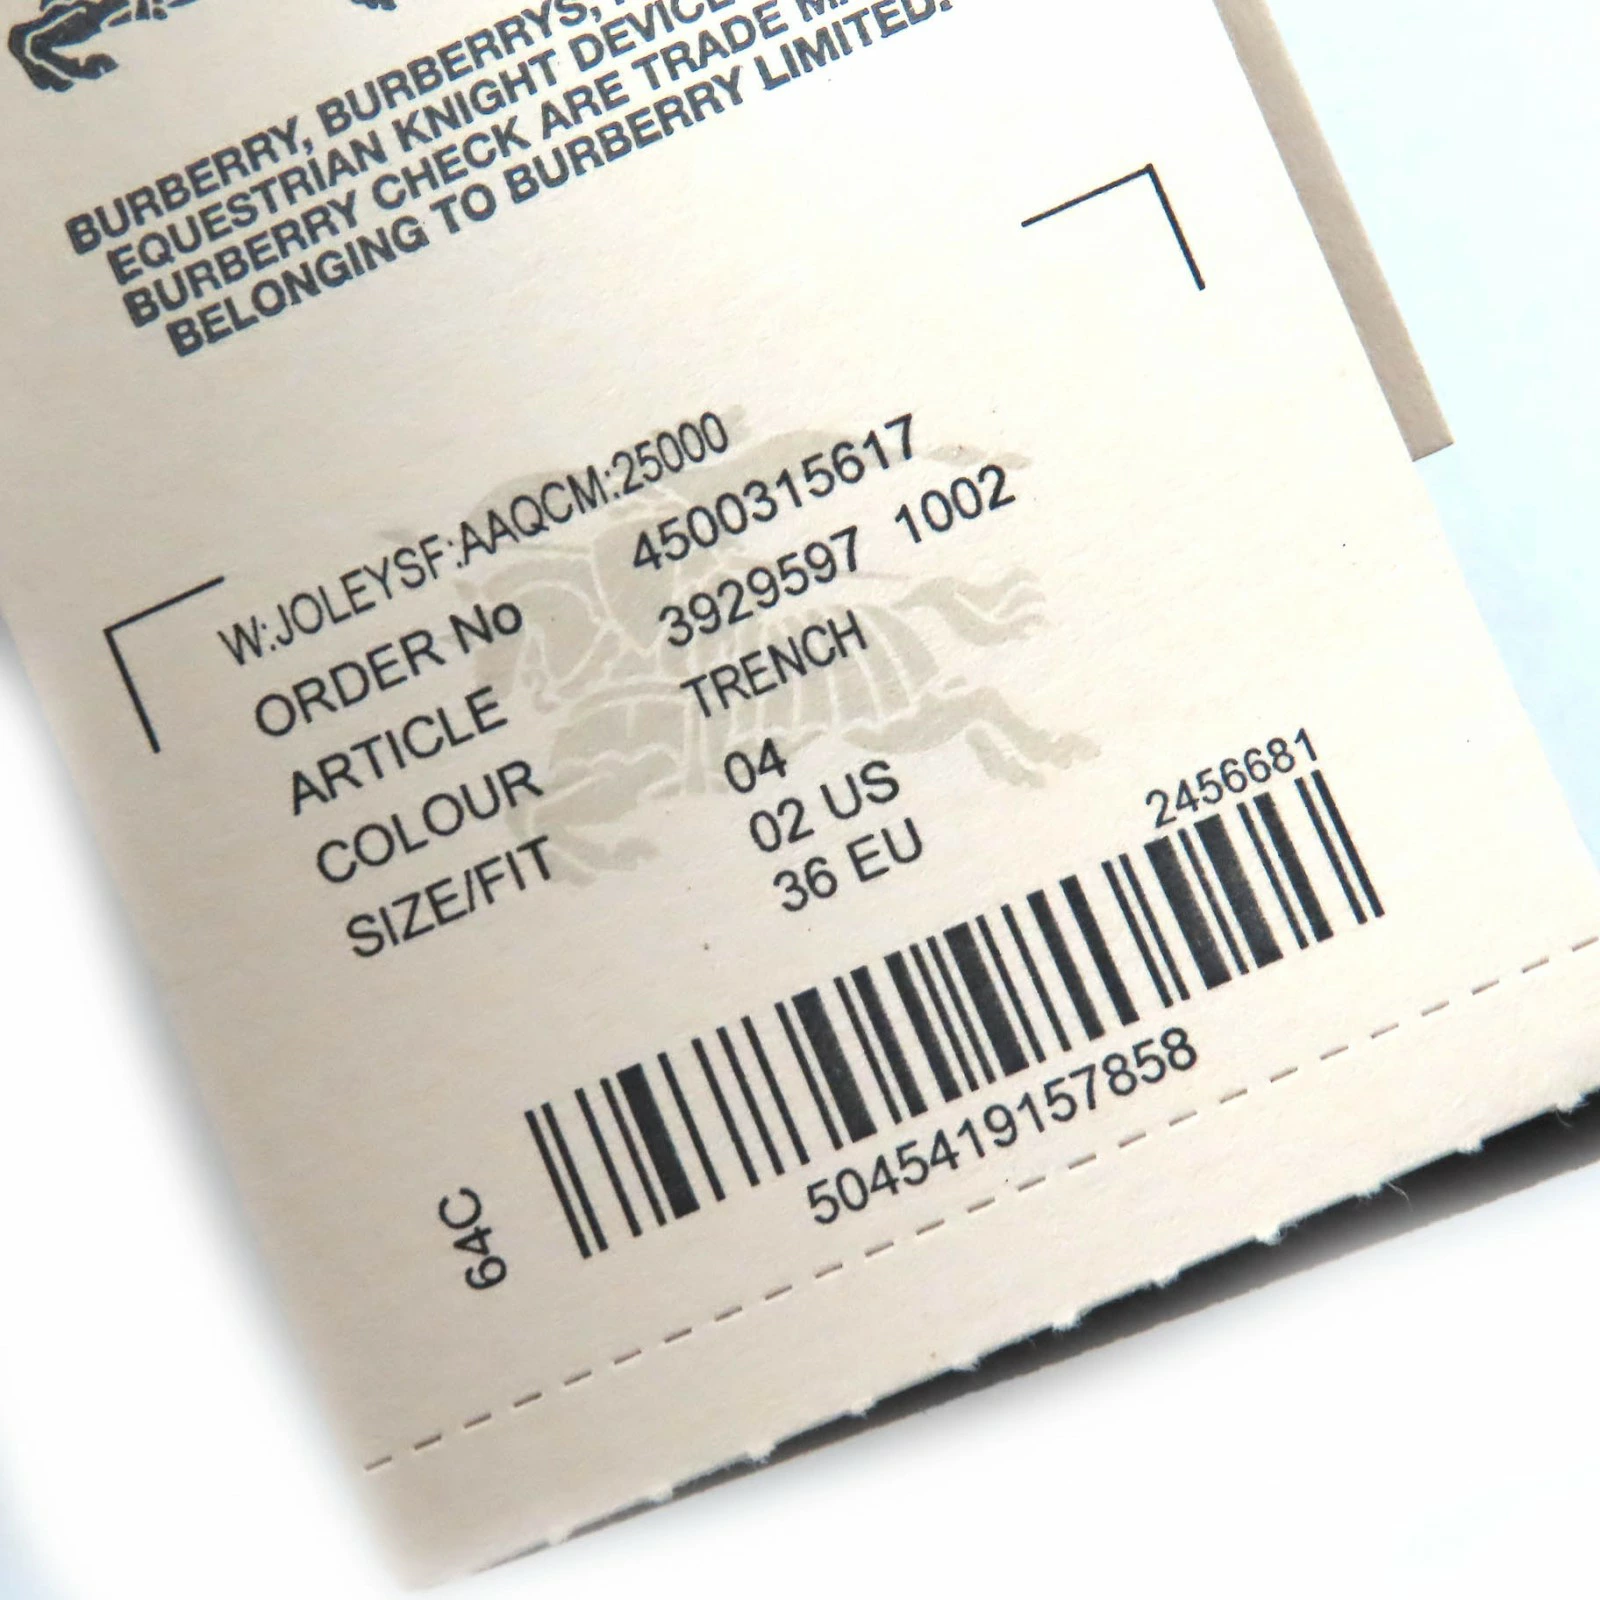 BURBERRY, BURBERRYS,
EQUESTRIAN KNIGHT DEVICE
BURBERRY CHECK ARE TRADE
BELONGING TO BURBERRY LIMITED.
W:JOLEYSF:AAQCM:25000
ORDER No 4500315617
ARTICLE 3929597 1002
COLOUR TRENCH
SIZE/FIT 04
02 US
36 EU
2456681
5045419157858
64C